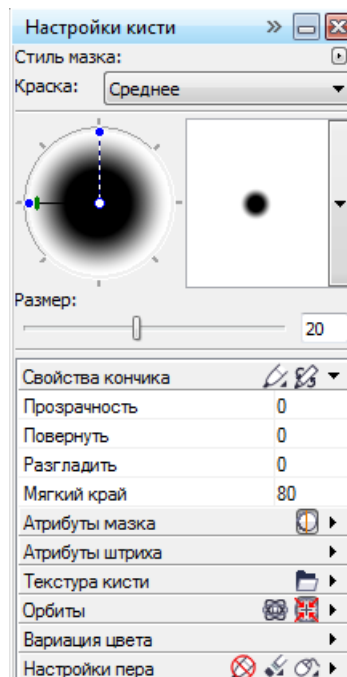 Настройки кисти
Стиль мазка:
Краска: Среднее
Размер:
20
Свойства кончика
Прозрачность 0
Повернуть 0
Разгладить 0
Мягкий край 80
Атрибуты мазка
Атрибуты штриха
Текстура кисти
Орбиты
Вариация цвета
Настройки пера